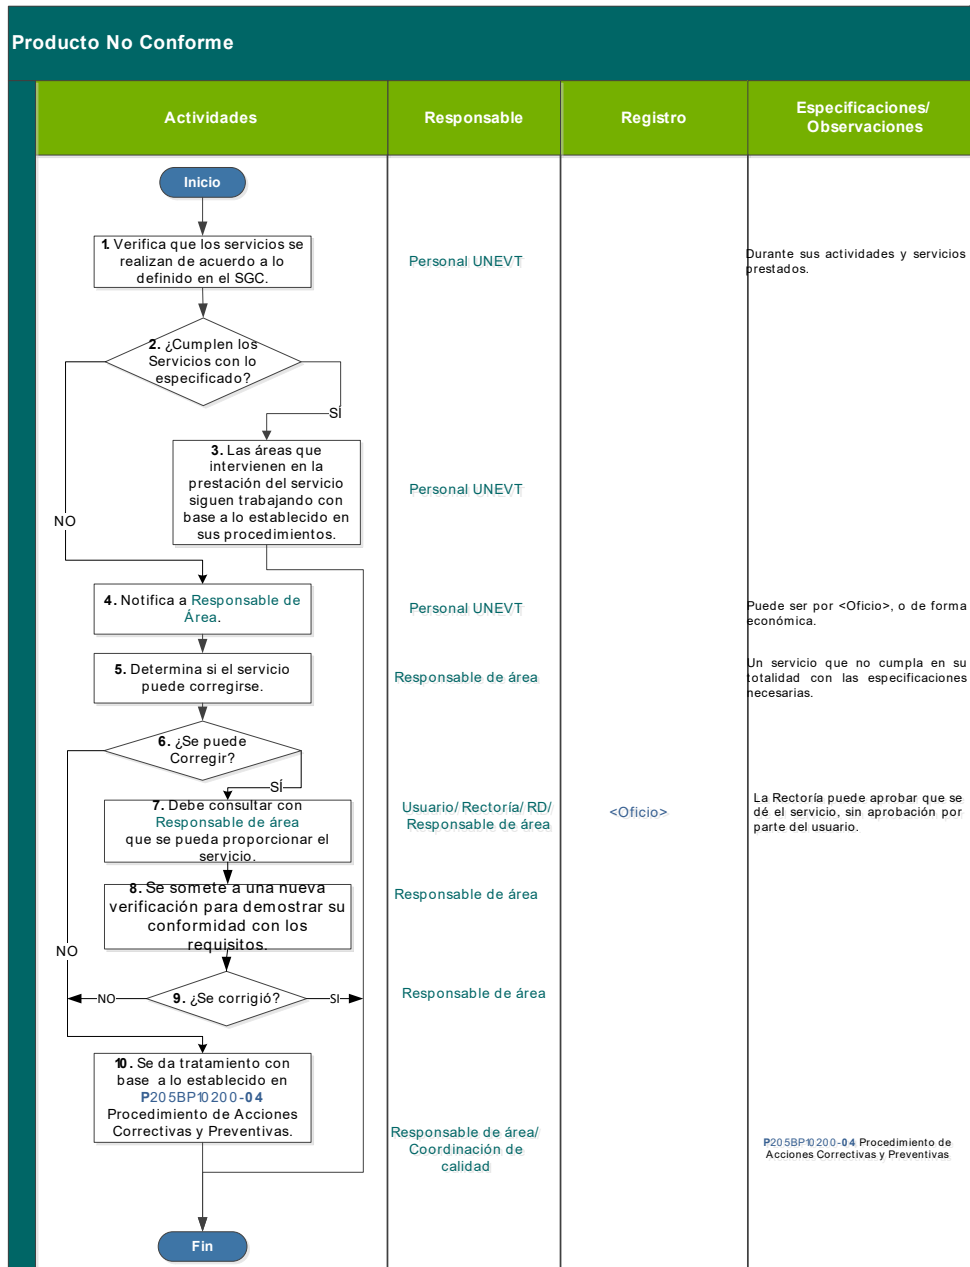 Producto No Conforme
Actividades
Responsable
Registro
Especificaciones/
Observaciones
Inicio
1. Verifica que los servicios se
realizan de acuerdo a lo
definido en el SGC.
Personal UNEVT
Durante sus actividades y servicios
prestados.
2. ¿Cumplen los
Servicios con lo
especificado?
SÍ
3. Las áreas que
intervienen en la
prestación del servicio
siguen trabajando con
base a lo establecido en
sus procedimientos.
Personal UNEVT
NO
4. Notifica a Responsable de
Área.
Personal UNEVT
Puede ser por <Oficio>, o de forma
económica.
5. Determina si el servicio
puede corregirse.
Responsable de área
Un servicio que no cumpla en su
totalidad con las especificaciones
necesarias.
6. ¿Se puede
Corregir?
SÍ
7. Debe consultar con
Responsable de área
que se pueda proporcionar el
servicio.
Usuario/ Rectoría/ RD/
Responsable de área
<Oficio>
La Rectoría puede aprobar que se
dé el servicio, sin aprobación por
parte del usuario.
8. Se somete a una nueva
verificación para demostrar su
conformidad con los
requisitos.
Responsable de área
NO
NO
9. ¿Se corrigió?
SI
Responsable de área
10. Se da tratamiento con
base a lo establecido en
P205BP10200-04
Procedimiento de Acciones
Correctivas y Preventivas.
Responsable de área/
Coordinación de
calidad
P205BP10200-04 Procedimiento de
Acciones Correctivas y Preventivas
Fin